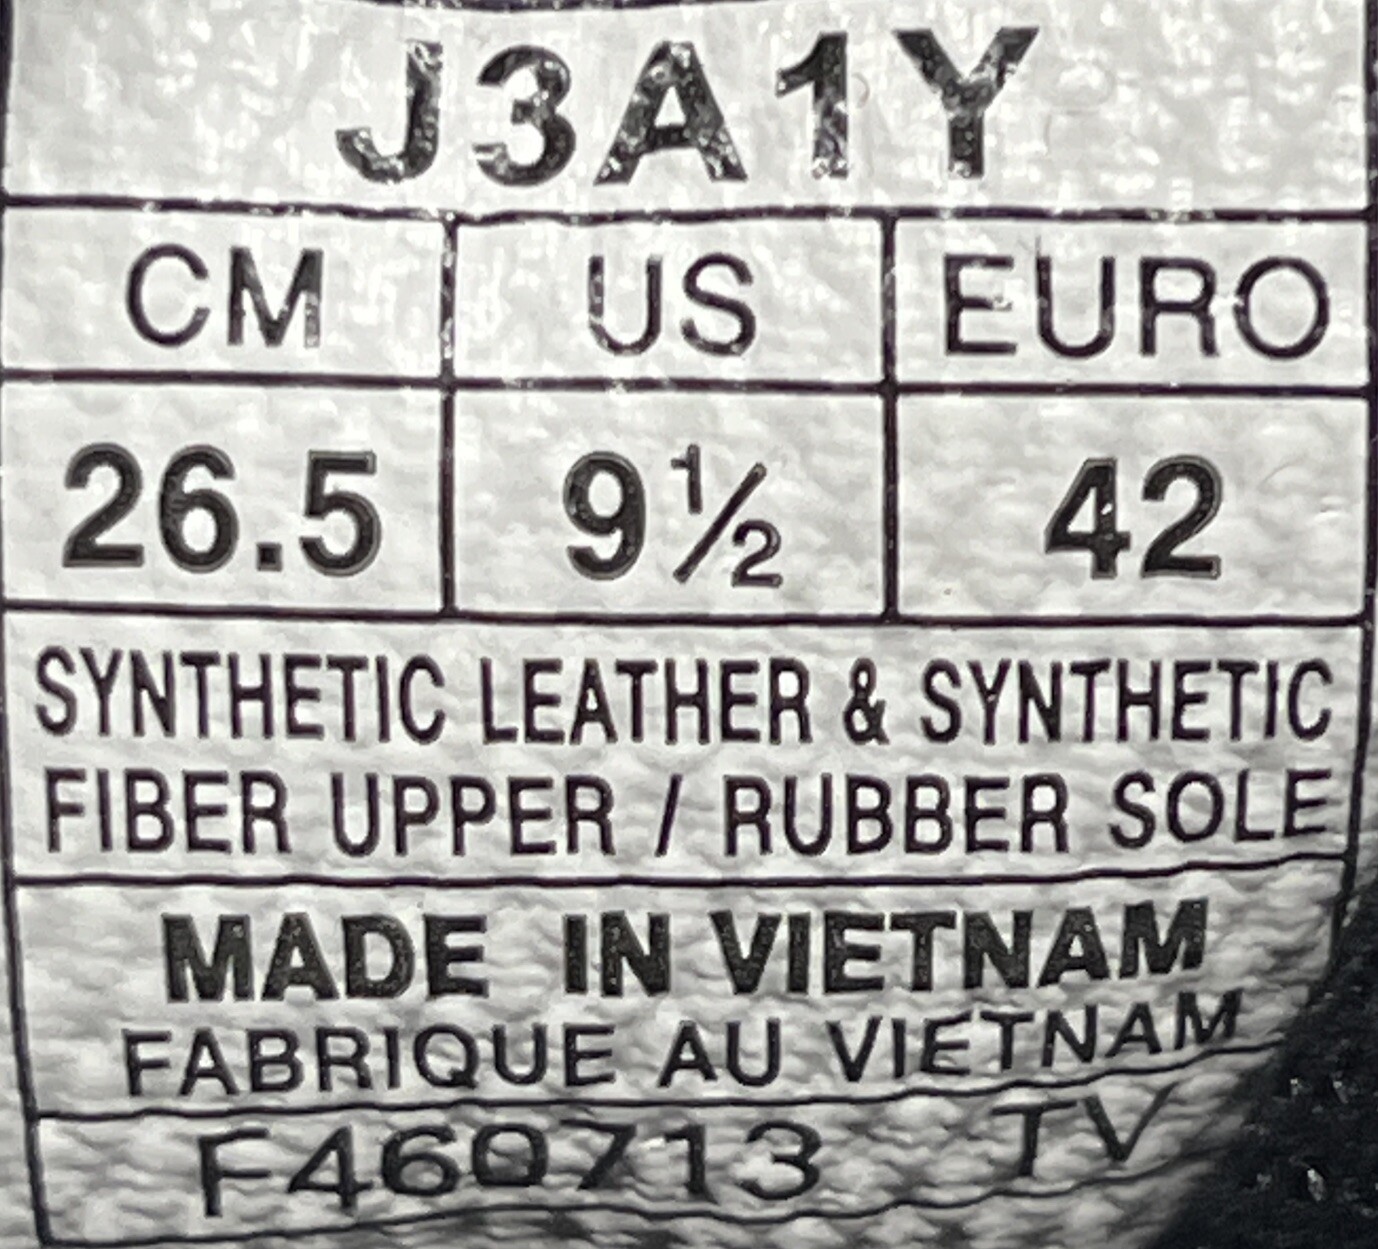 J3A1Y
CM US EURO
26.5 9½ 42
SYNTHETIC LEATHER & SYNTHETIC
FIBER UPPER / RUBBER SOLE
MADE IN VIETNAM
FABRIQUE AU VIETNAM
F460713 TV